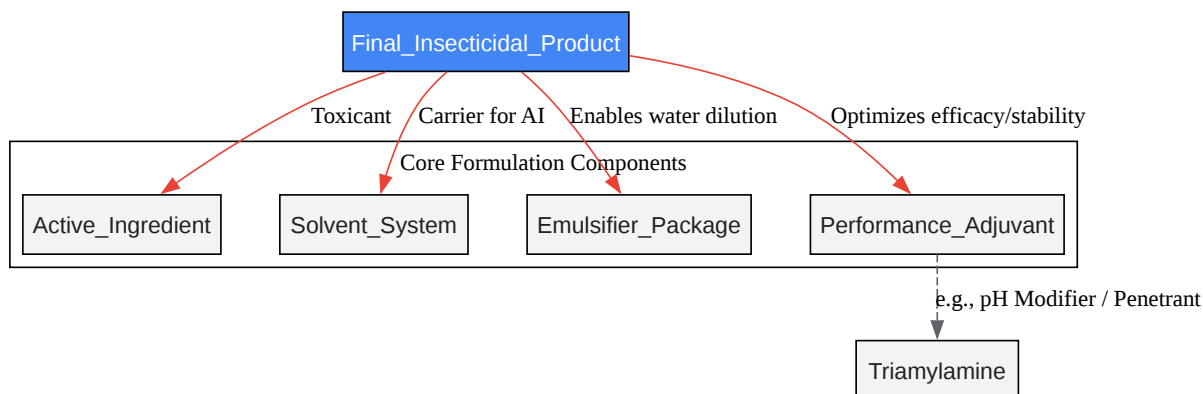 Final_Insecticidal_Product
Toxicant
Carrier for AI
Enables water dilution
Optimizes efficacy/stability
Core Formulation Components
Active_Ingredient
Solvent_System
Emulsifier_Package
Performance_Adjuvant
e.g., pH Modifier / Penetrant
Triamylamine